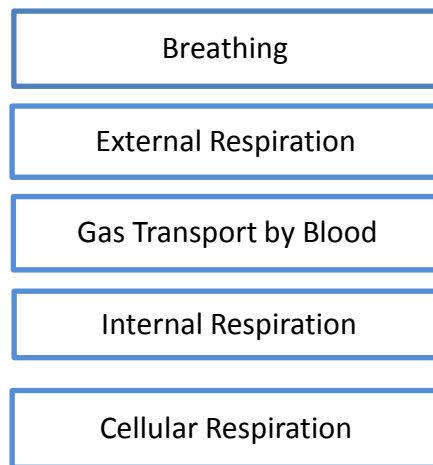 Breathing
External Respiration
Gas Transport by Blood
Internal Respiration
Cellular Respiration